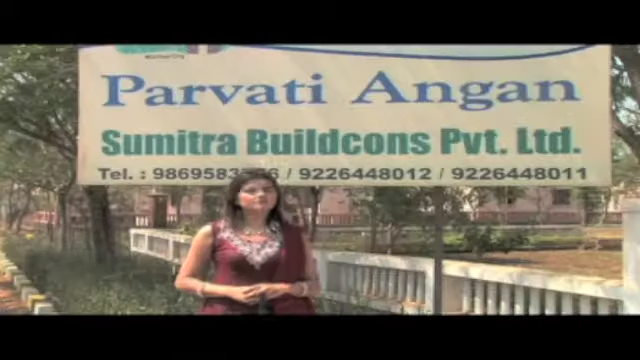 Parvati Angan
Sumitra Buildcons Pvt. Ltd.
Tel. : / 9226448012 / 9226448011